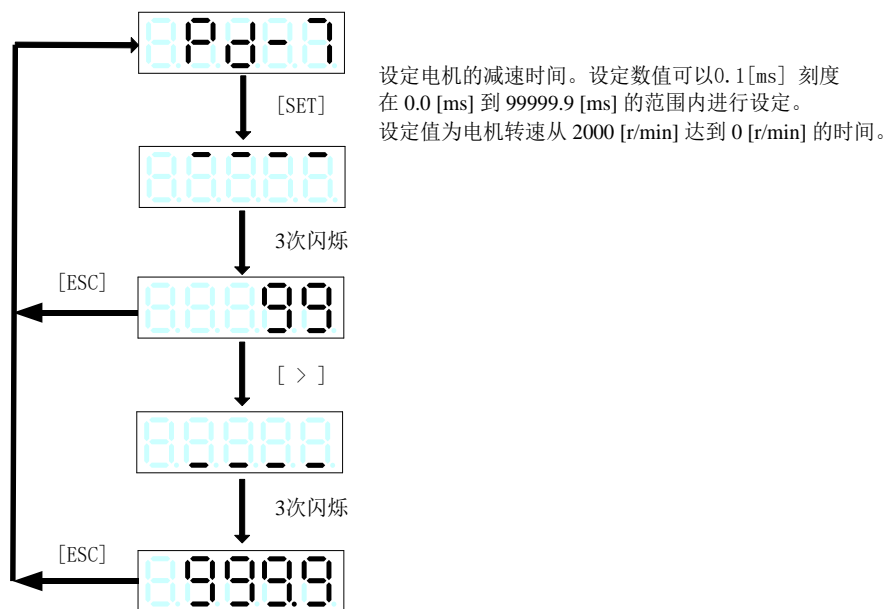 Pd-7
设定电机的减速时间。设定数值可以0.1[ms] 刻度
在 0.0 [ms] 到 99999.9 [ms] 的范围内进行设定。
设定值为电机转速从 2000 [r/min] 达到 0 [r/min] 的时间。
[SET]
- - - -
3次闪烁
[ESC]
99
[ > ]
_ _ _ _
3次闪烁
[ESC]
999.9